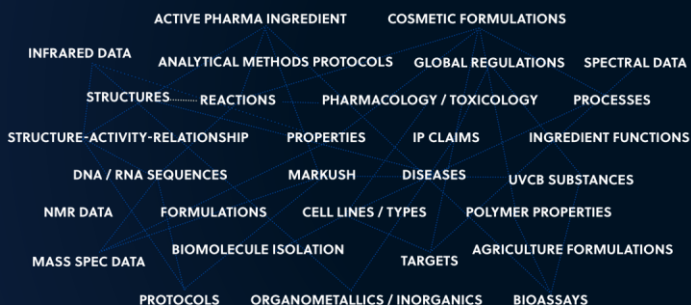 ACTIVE PHARMA INGREDIENT COSMETIC FORMULATIONS
INFRARED DATA ANALYTICAL METHODS PROTOCOLS GLOBAL REGULATIONS SPECTRAL DATA
STRUCTURES REACTIONS PHARMACOLOGY / TOXICOLOGY PROCESSES
STRUCTURE-ACTIVITY-RELATIONSHIP PROPERTIES IP CLAIMS INGREDIENT FUNCTIONS
DNA / RNA SEQUENCES MARKUSH DISEASES UVCB SUBSTANCES
NMR DATA FORMULATIONS CELL LINES / TYPES POLYMER PROPERTIES
MASS SPEC DATA BIOMOLECULE ISOLATION TARGETS AGRICULTURE FORMULATIONS
PROTOCOLS ORGANOMETALLICS / INORGANICS BIOASSAYS